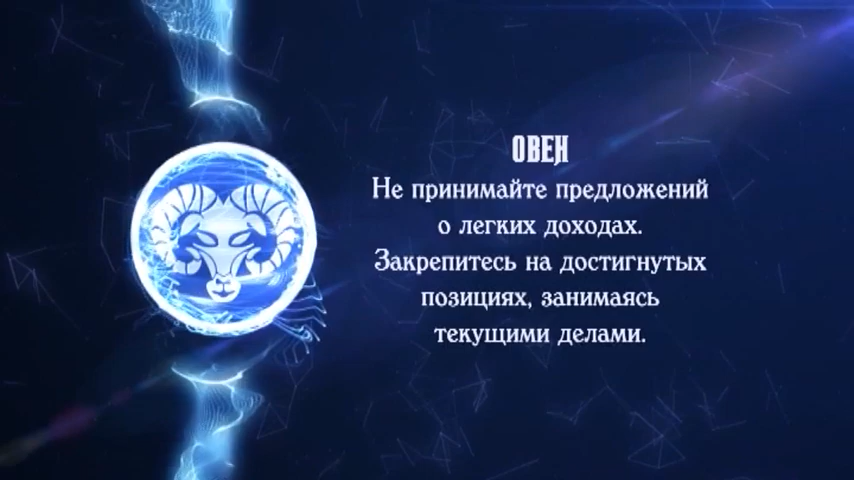 ОВЕН
Не принимайте предложений
о легких доходах.
Закрепитесь на достигнутых
позициях, занимаясь
текущими делами.